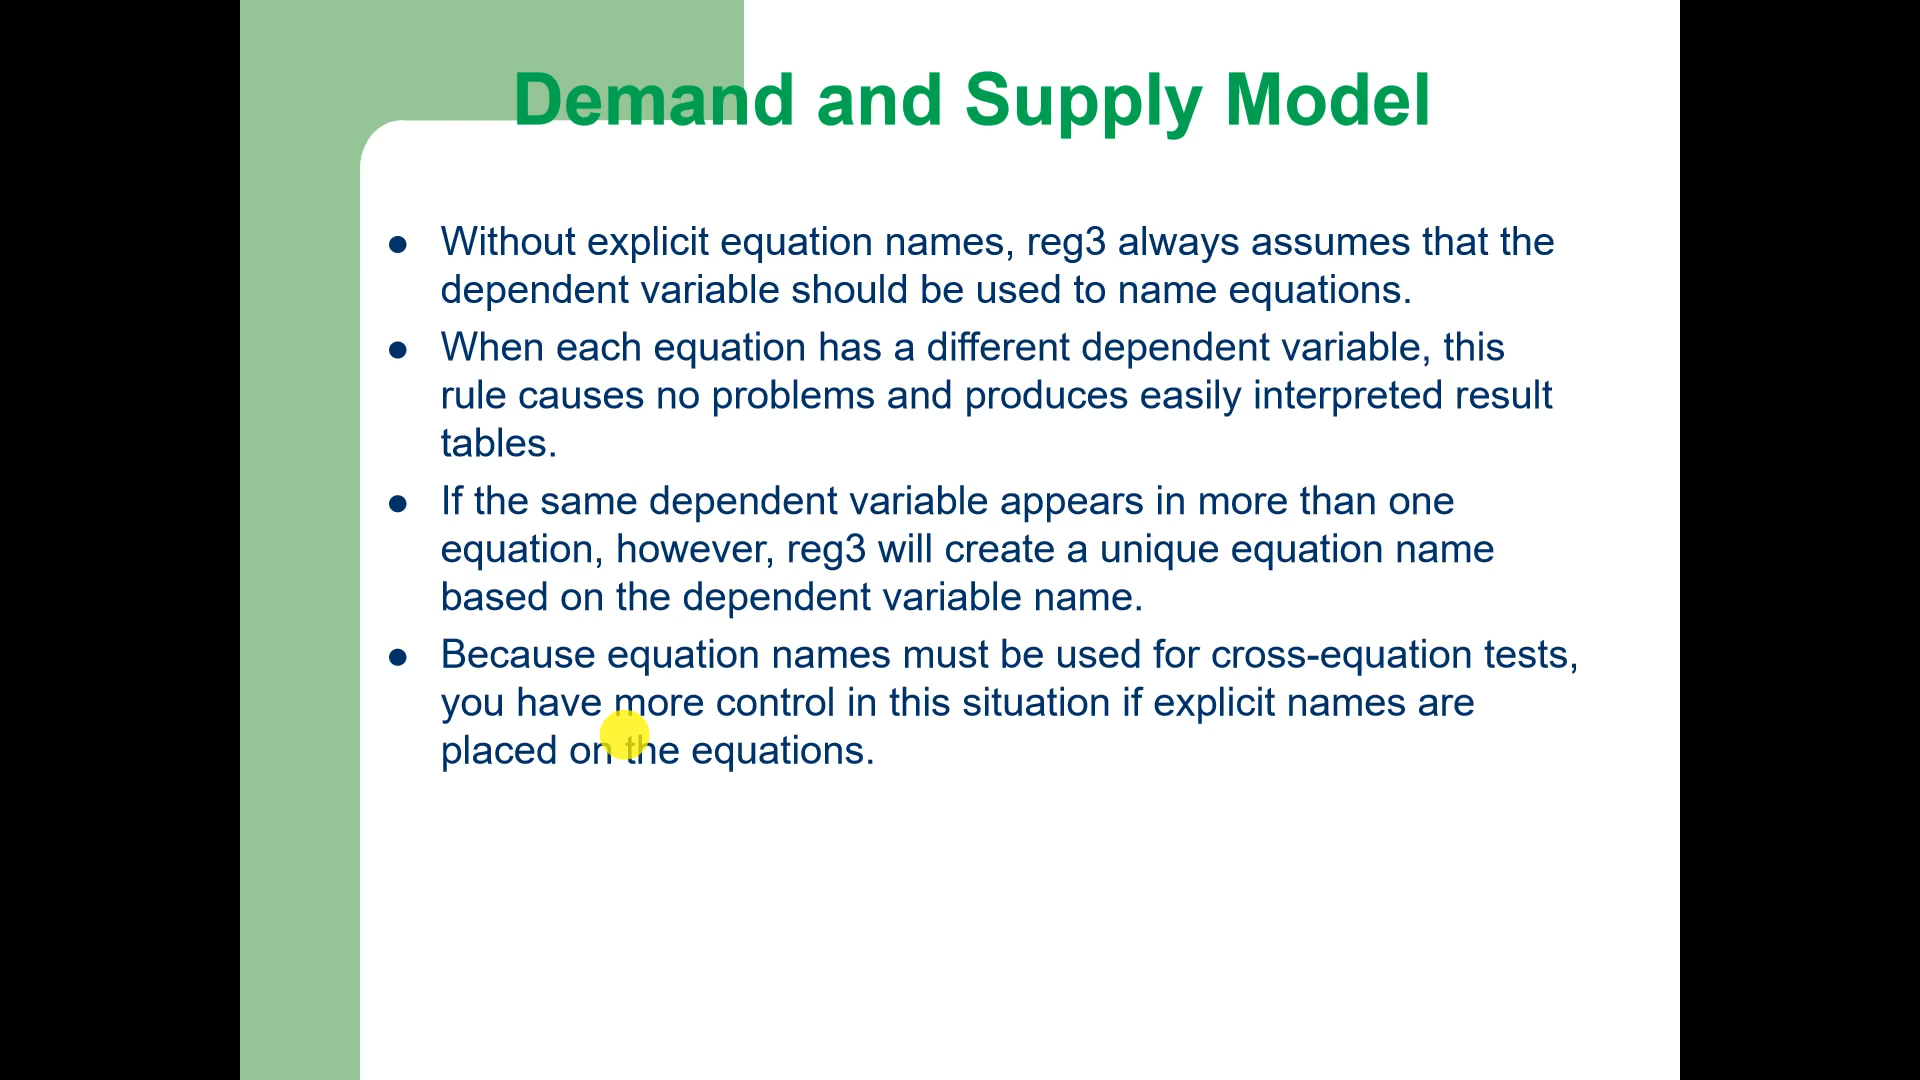 Demand and Supply Model
● Without explicit equation names, reg3 always assumes that the
dependent variable should be used to name equations.
● When each equation has a different dependent variable, this
rule causes no problems and produces easily interpreted result
tables.
● If the same dependent variable appears in more than one
equation, however, reg3 will create a unique equation name
based on the dependent variable name.
● Because equation names must be used for cross-equation tests,
you have more control in this situation if explicit names are
placed on the equations.